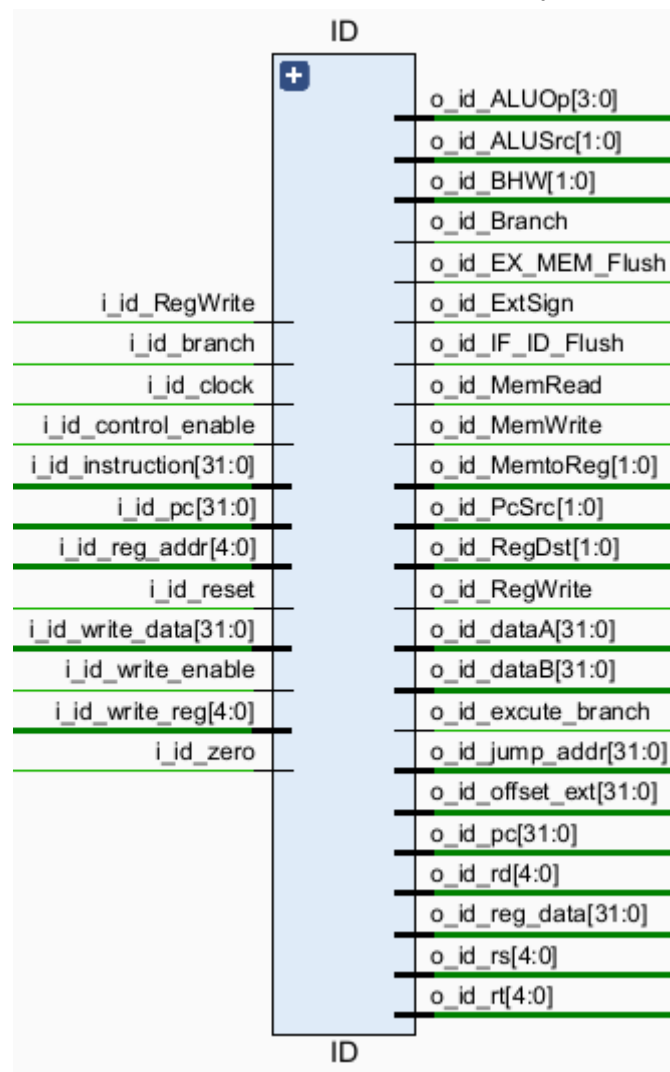 ID
+
i_id_RegWrite
i_id_branch
i_id_clock
i_id_control_enable
i_id_instruction[31:0]
i_id_pc[31:0]
i_id_reg_addr[4:0]
i_id_reset
i_id_write_data[31:0]
i_id_write_enable
i_id_write_reg[4:0]
i_id_zero
o_id_ALUOp[3:0]
o_id_ALUSrc[1:0]
o_id_BHW[1:0]
o_id_Branch
o_id_EX_MEM_Flush
o_id_ExtSign
o_id_IF_ID_Flush
o_id_MemRead
o_id_MemWrite
o_id_MemtoReg[1:0]
o_id_PcSrc[1:0]
o_id_RegDst[1:0]
o_id_RegWrite
o_id_dataA[31:0]
o_id_dataB[31:0]
o_id_excute_branch
o_id_jump_addr[31:0]
o_id_offset_ext[31:0]
o_id_pc[31:0]
o_id_rd[4:0]
o_id_reg_data[31:0]
o_id_rs[4:0]
o_id_rt[4:0]
ID